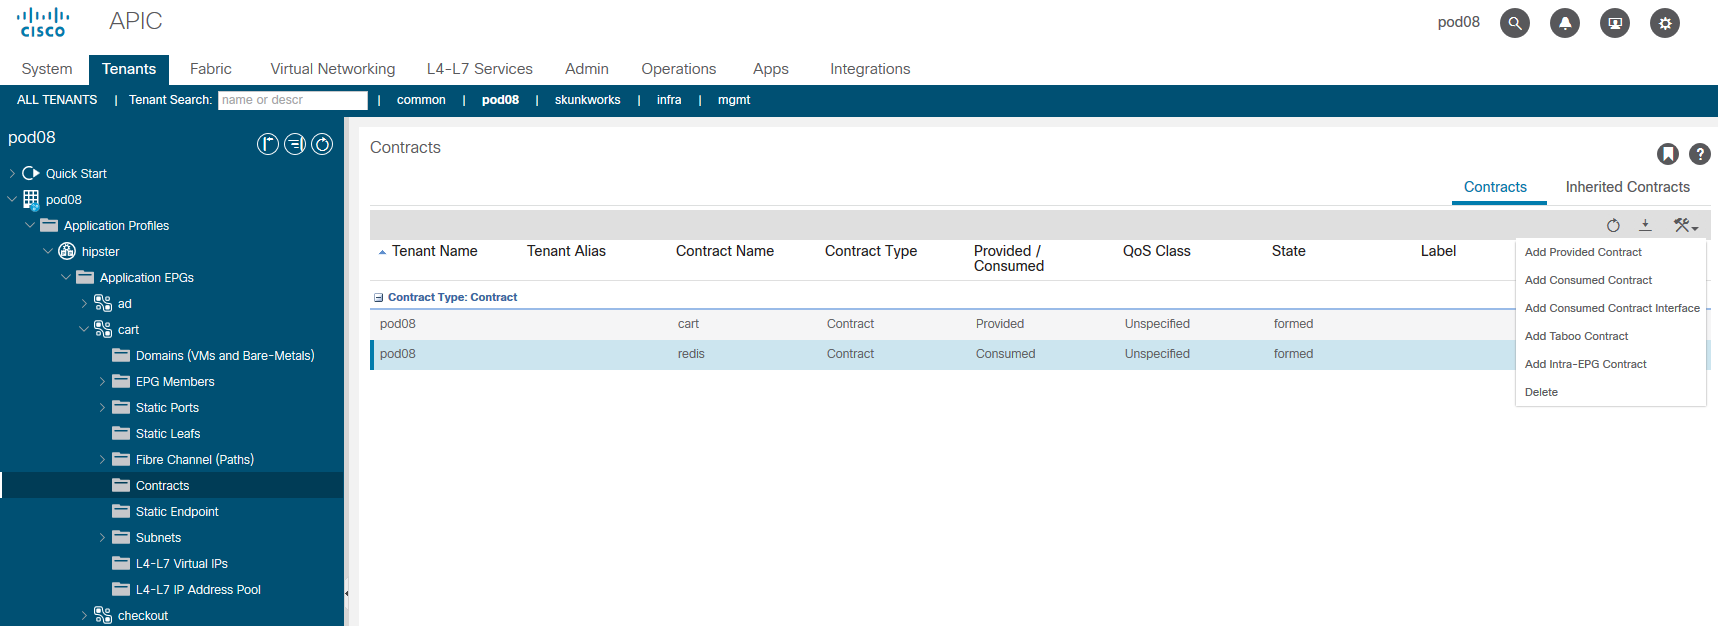 CISCO
APIC
pod08
System Tenants Fabric Virtual Networking L4-L7 Services Admin Operations Apps Integrations
ALL TENANTS | Tenant Search: name or descr | common | pod08 | skunkworks | infra | mgmt
pod08
Quick Start
pod08
Application Profiles
hipster
Application EPGs
ad
cart
Domains (VMs and Bare-Metals)
EPG Members
Static Ports
Static Leafs
Fibre Channel (Paths)
Contracts
Static Endpoint
Subnets
L4-L7 Virtual IPs
L4-L7 IP Address Pool
checkout
Contracts
?
Contracts Inherited Contracts
Tenant Name Tenant Alias Contract Name Contract Type Provided / QoS Class State Label
Consumed
Contract Type: Contract
pod08 cart Contract Provided Unspecified formed
pod08 redis Contract Consumed Unspecified formed
Add Provided Contract
Add Consumed Contract
Add Consumed Contract Interface
Add Taboo Contract
Add Intra-EPG Contract
Delete